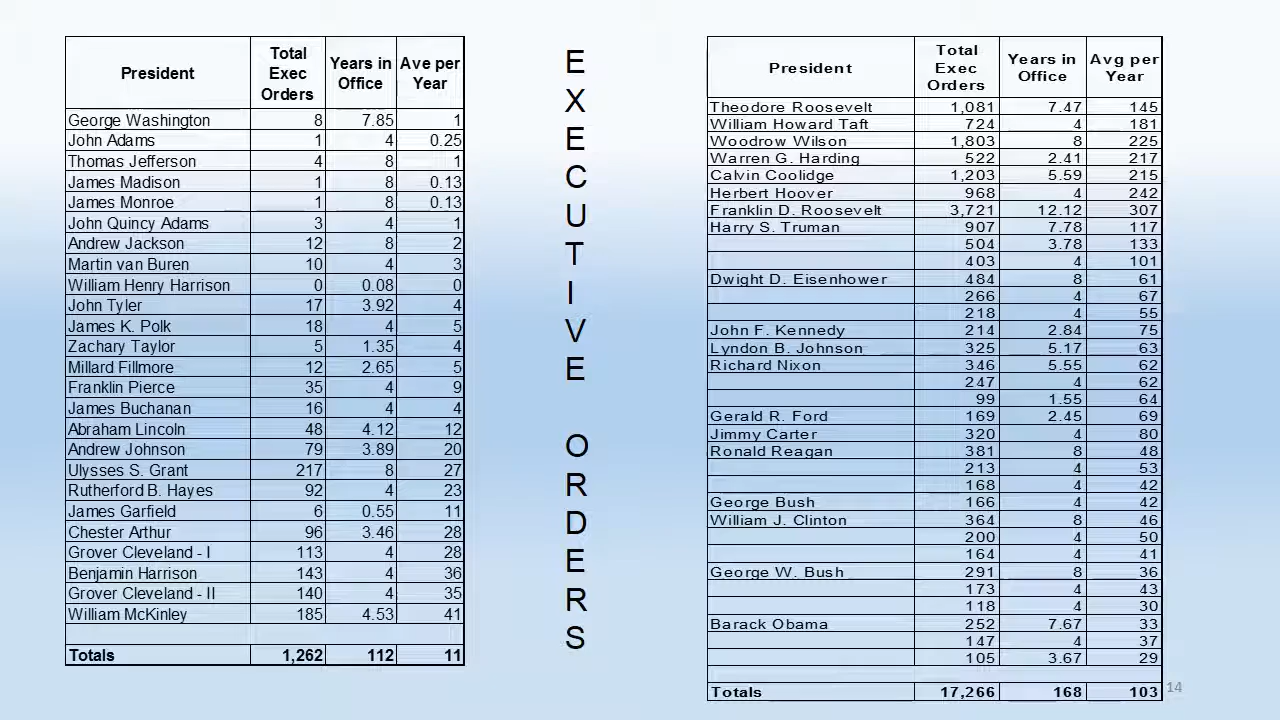 President Total Exec Orders Years in Office Ave per Year
George Washington 8 7.85 1
John Adams 1 4 0.25
Thomas Jefferson 4 8 1
James Madison 1 8 0.13
James Monroe 1 8 0.13
John Quincy Adams 3 4 1
Andrew Jackson 12 8 2
Martin van Buren 10 4 3
William Henry Harrison 0 0.08 0
John Tyler 17 3.92 4
James K. Polk 18 4 5
Zachary Taylor 5 1.35 4
Millard Fillmore 12 2.65 5
Franklin Pierce 35 4 9
James Buchanan 16 4 4
Abraham Lincoln 48 4.12 12
Andrew Johnson 79 3.89 20
Ulysses S. Grant 217 8 27
Rutherford B. Hayes 92 4 23
James Garfield 6 0.55 11
Chester Arthur 96 3.46 28
Grover Cleveland - I 113 4 28
Benjamin Harrison 143 4 36
Grover Cleveland - II 140 4 35
William McKinley 185 4.53 41
Totals 1,262 112 11
EXECUTIVE ORDERS
President Total Exec Orders Years in Office Avg per Year
Theodore Roosevelt 1,081 7.47 145
William Howard Taft 724 4 181
Woodrow Wilson 1,803 8 225
Warren G. Harding 522 2.41 217
Calvin Coolidge 1,203 5.59 215
Herbert Hoover 968 4 242
Franklin D. Roosevelt 3,721 12.12 307
Harry S. Truman 907 7.78 117
504 3.78 133
403 4 101
Dwight D. Eisenhower 484 8 61
266 4 67
218 4 55
John F. Kennedy 214 2.84 75
Lyndon B. Johnson 325 5.17 63
Richard Nixon 346 5.55 62
247 4 62
99 1.55 64
Gerald R. Ford 169 2.45 69
Jimmy Carter 320 4 80
Ronald Reagan 381 8 48
213 4 53
168 4 42
George Bush 166 4 42
William J. Clinton 364 8 46
200 4 50
164 4 41
George W. Bush 291 8 36
173 4 43
118 4 30
Barack Obama 252 7.67 33
147 4 37
105 3.67 29
Totals 17,266 168 103
14